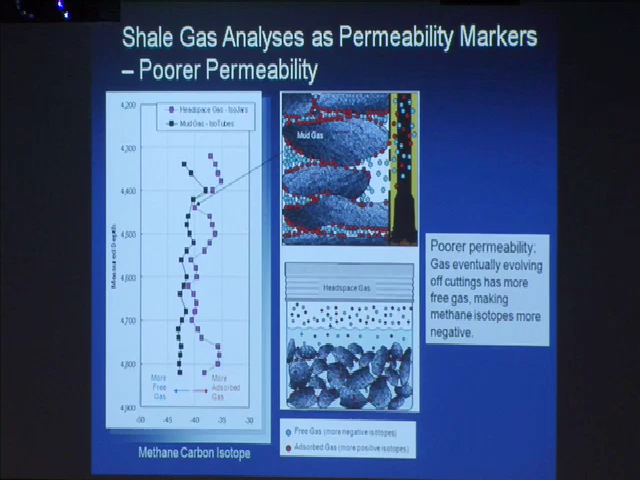 Shale Gas Analyses as Permeability Markers
– Poorer Permeability
Headspace Gas - IsoJars
Mud Gas - IsoTubes
4,200
4,300
4,400
4,500
4,600
4,700
4,800
4,900
Measured Depth
More
Free
Gas
More
Adsorbed
Gas
-50 -45 -40 -35 -30
Methane Carbon Isotope
Mud Gas
Headspace Gas
Free Gas (more negative isotopes)
Adsorbed Gas (more positive isotopes)
Poorer permeability:
Gas eventually evolving
off cuttings has more
free gas, making
methane isotopes more
negative.